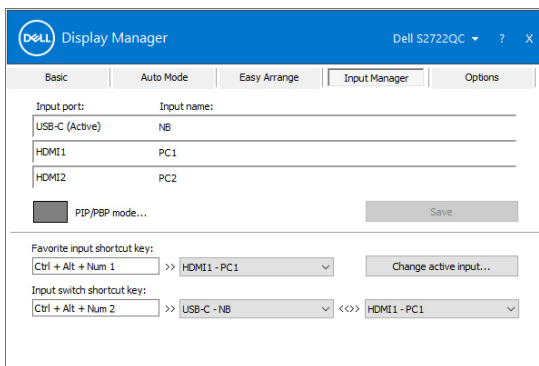 DELL Display Manager Dell S2722QC ? X
Basic Auto Mode Easy Arrange Input Manager Options
Input port: Input name:
USB-C (Active) NB
HDMI1 PC1
HDMI2 PC2
PIP/PBP mode... Save
Favorite input shortcut key:
Ctrl + Alt + Num 1 >> HDMI1 - PC1 Change active input...
Input switch shortcut key:
Ctrl + Alt + Num 2 >> USB-C - NB <<>> HDMI1 - PC1